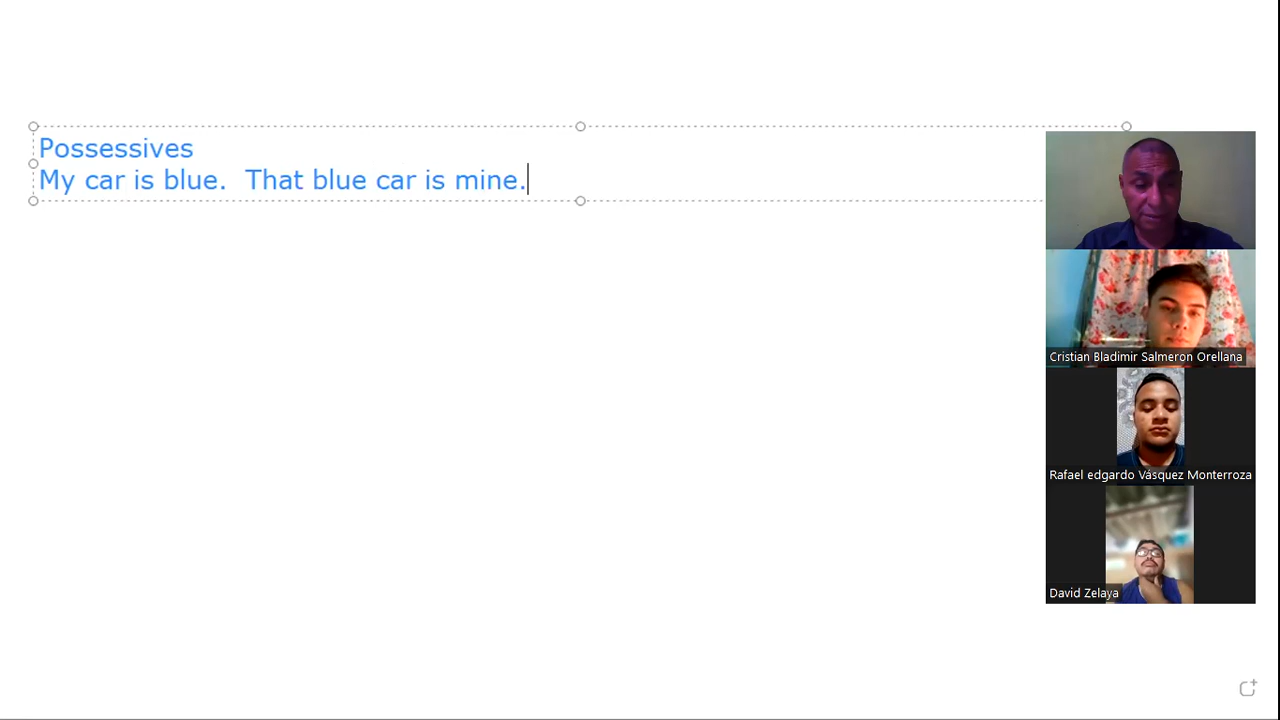 Possessives
My car is blue.  That blue car is mine.
Cristian Bladimir Salmeron Orellana
Rafael edgardo Vásquez Monterroza
David Zelaya